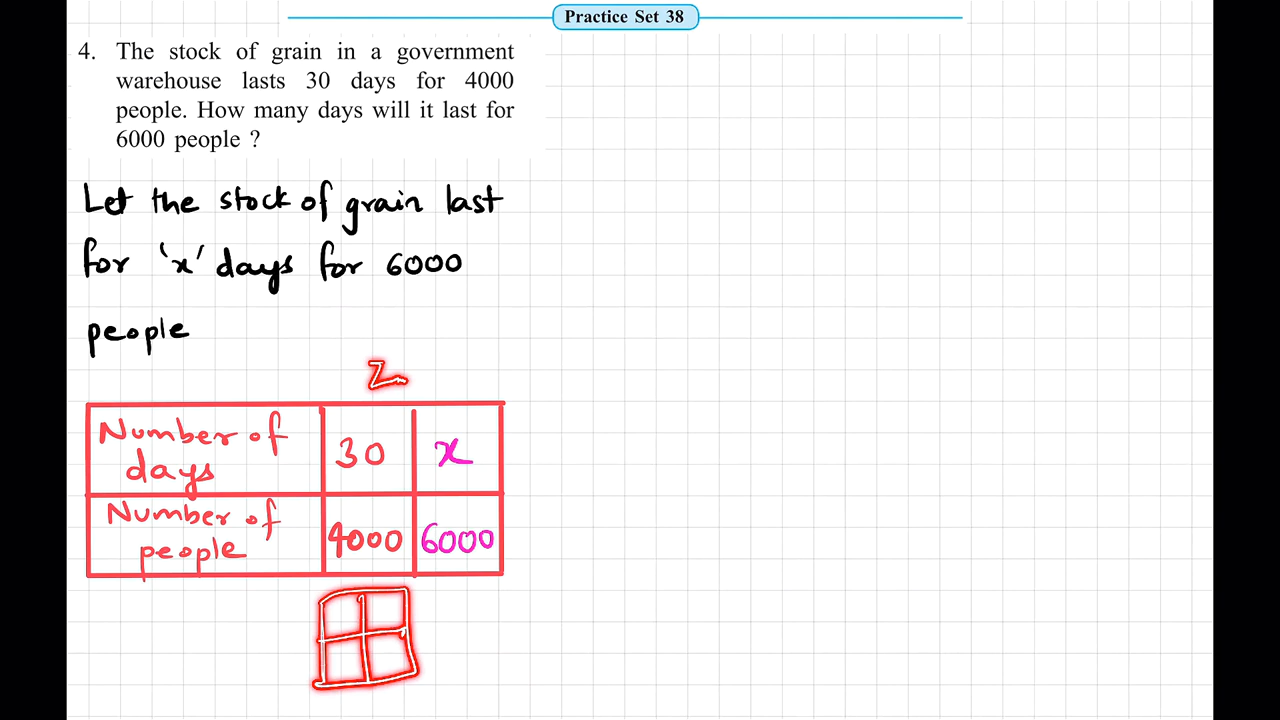 Practice Set 38
4. The stock of grain in a government
warehouse lasts 30 days for 4000
people. How many days will it last for
6000 people ?
Let the stock of grain last
for 'x' days for 6000
people
Number of days 30 x
Number of people 4000 6000